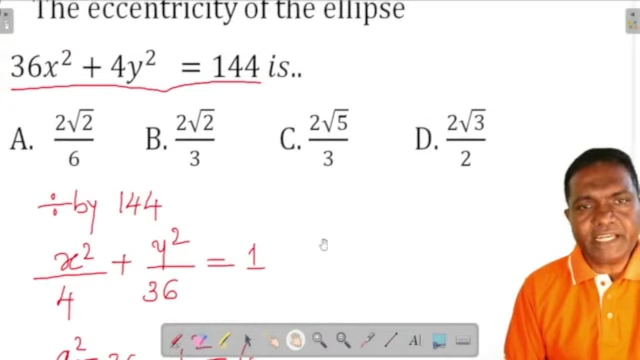 The eccentricity of the ellipse
36x² + 4y² = 144 is..
A. 2√2/6 B. 2√2/3 C. 2√5/3 D. 2√3/2
÷ by 144
x²/4 + y²/36 = 1